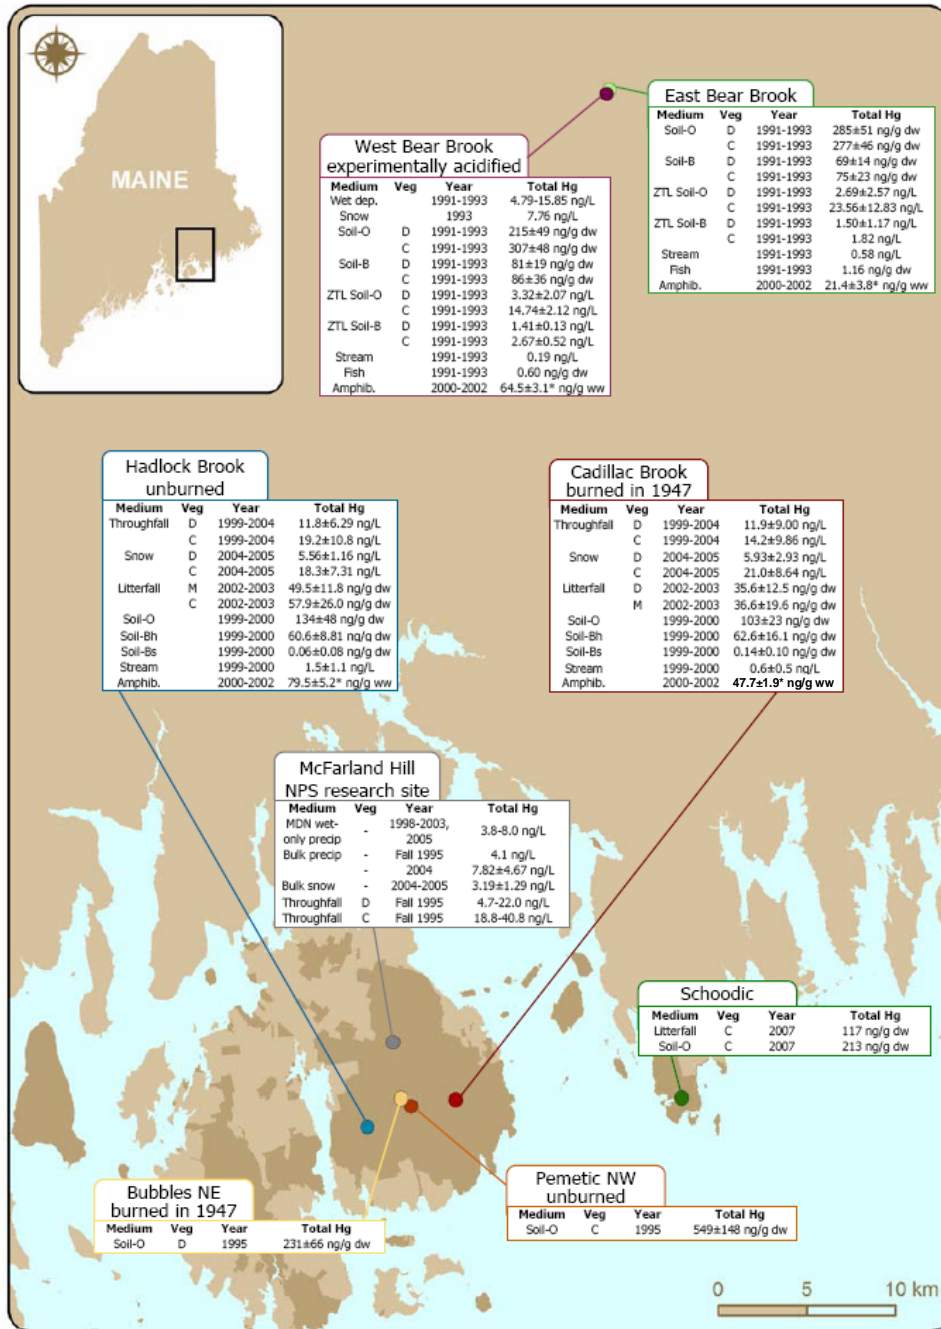 MAINE
East Bear Brook
Medium Veg Year Total Hg
Soil-O D 1991-1993 285±51 ng/g dw
C 1991-1993 277±46 ng/g dw
Soil-B D 1991-1993 69±14 ng/g dw
C 1991-1993 75±23 ng/g dw
ZTL Soil-O D 1991-1993 2.69±2.57 ng/L
C 1991-1993 23.56±12.83 ng/L
ZTL Soil-B D 1991-1993 1.50±1.17 ng/L
C 1991-1993 1.82 ng/L
Stream 1991-1993 0.58 ng/L
Fish 1991-1993 1.16 ng/g dw
Amphib. 2000-2002 21.4±3.8* ng/g ww
West Bear Brook
experimentally acidified
Medium Veg Year Total Hg
Wet dep. 1991-1993 4.79-15.85 ng/L
Snow 1993 7.76 ng/L
Soil-O D 1991-1993 215±49 ng/g dw
C 1991-1993 307±48 ng/g dw
Soil-B D 1991-1993 81±19 ng/g dw
C 1991-1993 86±36 ng/g dw
ZTL Soil-O D 1991-1993 3.32±2.07 ng/L
C 1991-1993 14.74±2.12 ng/L
ZTL Soil-B D 1991-1993 1.41±0.13 ng/L
C 1991-1993 2.67±0.52 ng/L
Stream 1991-1993 0.19 ng/L
Fish 1991-1993 0.60 ng/g dw
Amphib. 2000-2002 64.5±3.1* ng/g ww
Hadlock Brook
unburned
Medium Veg Year Total Hg
Throughfall D 1999-2004 11.8±6.29 ng/L
C 1999-2004 19.2±10.8 ng/L
Snow D 2004-2005 5.56±1.16 ng/L
C 2004-2005 18.3±7.31 ng/L
Litterfall M 2002-2003 49.5±11.8 ng/g dw
C 2002-2003 57.9±26.0 ng/g dw
Soil-O 1999-2000 134±48 ng/g dw
Soil-Bh 1999-2000 60.6±8.81 ng/g dw
Soil-Bs 1999-2000 0.06±0.08 ng/g dw
Stream 1999-2000 1.5±1.1 ng/L
Amphib. 2000-2002 79.5±5.2* ng/g ww
Cadillac Brook
burned in 1947
Medium Veg Year Total Hg
Throughfall D 1999-2004 11.9±9.00 ng/L
C 1999-2004 14.2±9.86 ng/L
Snow D 2004-2005 5.93±2.93 ng/L
C 2004-2005 21.0±8.64 ng/L
Litterfall D 2002-2003 35.6±12.5 ng/g dw
M 2002-2003 36.6±19.6 ng/g dw
Soil-O 1999-2000 103±23 ng/g dw
Soil-Bh 1999-2000 62.6±16.1 ng/g dw
Soil-Bs 1999-2000 0.14±0.10 ng/g dw
Stream 1999-2000 0.6±0.5 ng/L
Amphib. 2000-2002 47.7±1.9* ng/g ww
McFarland Hill
NPS research site
Medium Veg Year Total Hg
MDN wet-only precip - 1998-2003, 2005 3.8-8.0 ng/L
Bulk precip - Fall 1995 4.1 ng/L
- 2004 7.82±4.67 ng/L
Bulk snow - 2004-2005 3.19±1.29 ng/L
Throughfall D Fall 1995 4.7-22.0 ng/L
Throughfall C Fall 1995 18.8-40.8 ng/L
Schoodic
Medium Veg Year Total Hg
Litterfall C 2007 117 ng/g dw
Soil-O C 2007 213 ng/g dw
Pemetic NW
unburned
Medium Veg Year Total Hg
Soil-O C 1995 549±148 ng/g dw
Bubbles NE
burned in 1947
Medium Veg Year Total Hg
Soil-O D 1995 231±66 ng/g dw
0 5 10 km